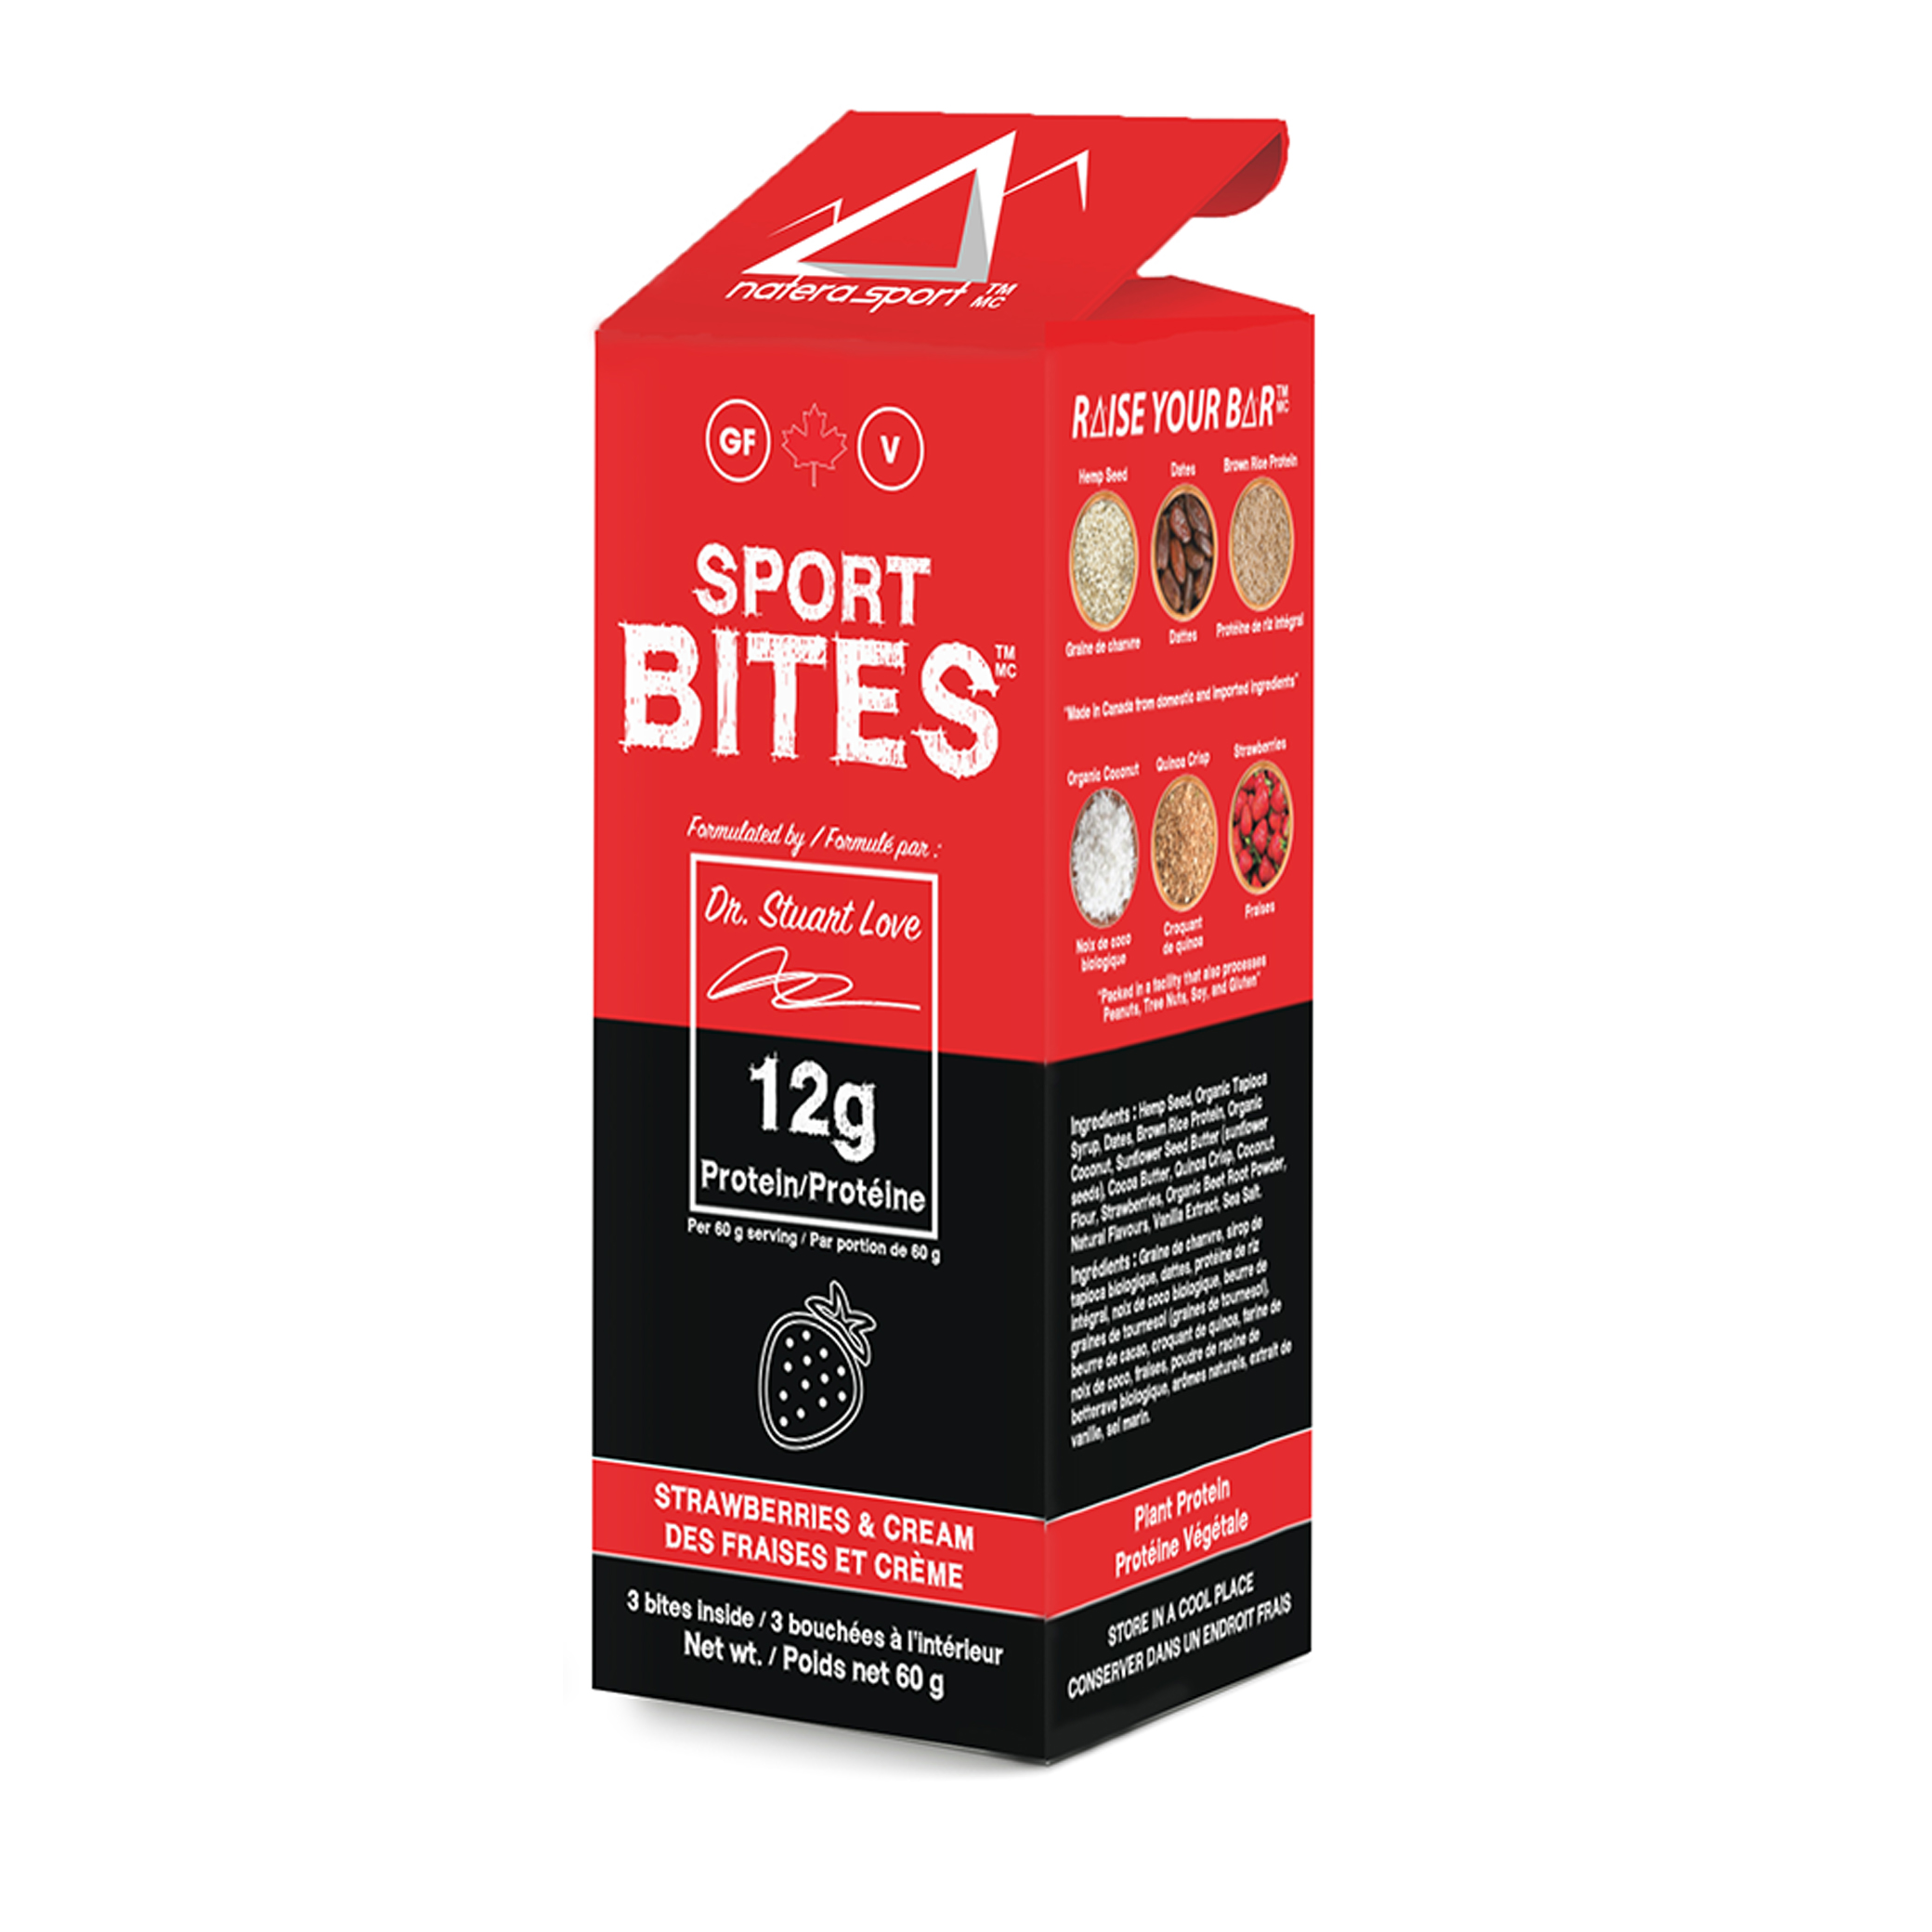 natera sport TM
MC
GF
V
SPORT
BITES TM
MC
Formulated by / Formulé par :
Dr. Stuart Love
12g
Protein/Protéine
Per 60 g serving / Par portion de 60 g
STRAWBERRIES & CREAM
DES FRAISES ET CRÈME
3 bites inside / 3 bouchées à l'intérieur
Net wt. / Poids net 60 g
RAISE YOUR BAR TM
MC
Hemp Seed
Dates
Brown Rice Protein
Graine de chanvre
Dattes
Protéine de riz intégral
"Made in Canada from domestic and imported ingredients"
Organic Coconut
Quinoa Crisp
Strawberries
Noix de coco
biologique
Croquant
de quinoa
Fraises
"Packed in a facility that also processes
Peanuts, Tree Nuts, Soy, and Gluten"
Ingredients : Hemp Seed, Organic Tapioca
Syrup, Dates, Brown Rice Protein, Organic
Coconut, Sunflower Seed Butter (sunflower
seeds), Cocoa Butter, Quinoa Crisp, Coconut
Flour, Strawberries, Organic Beet Root Powder,
Natural Flavours, Vanilla Extract, Sea Salt.
Ingrédients : Graine de chanvre, sirop de
tapioca biologique, dattes, protéine de riz
intégral, noix de coco biologique, beurre de
graines de tournesol (graines de tournesol),
beurre de cacao, croquant de quinoa, farine de
noix de coco, fraises, poudre de racine de
betterave biologique, arômes naturels, extrait de
vanille, sel marin.
Plant Protein
Protéine Végétale
STORE IN A COOL PLACE
CONSERVER DANS UN ENDROIT FRAIS